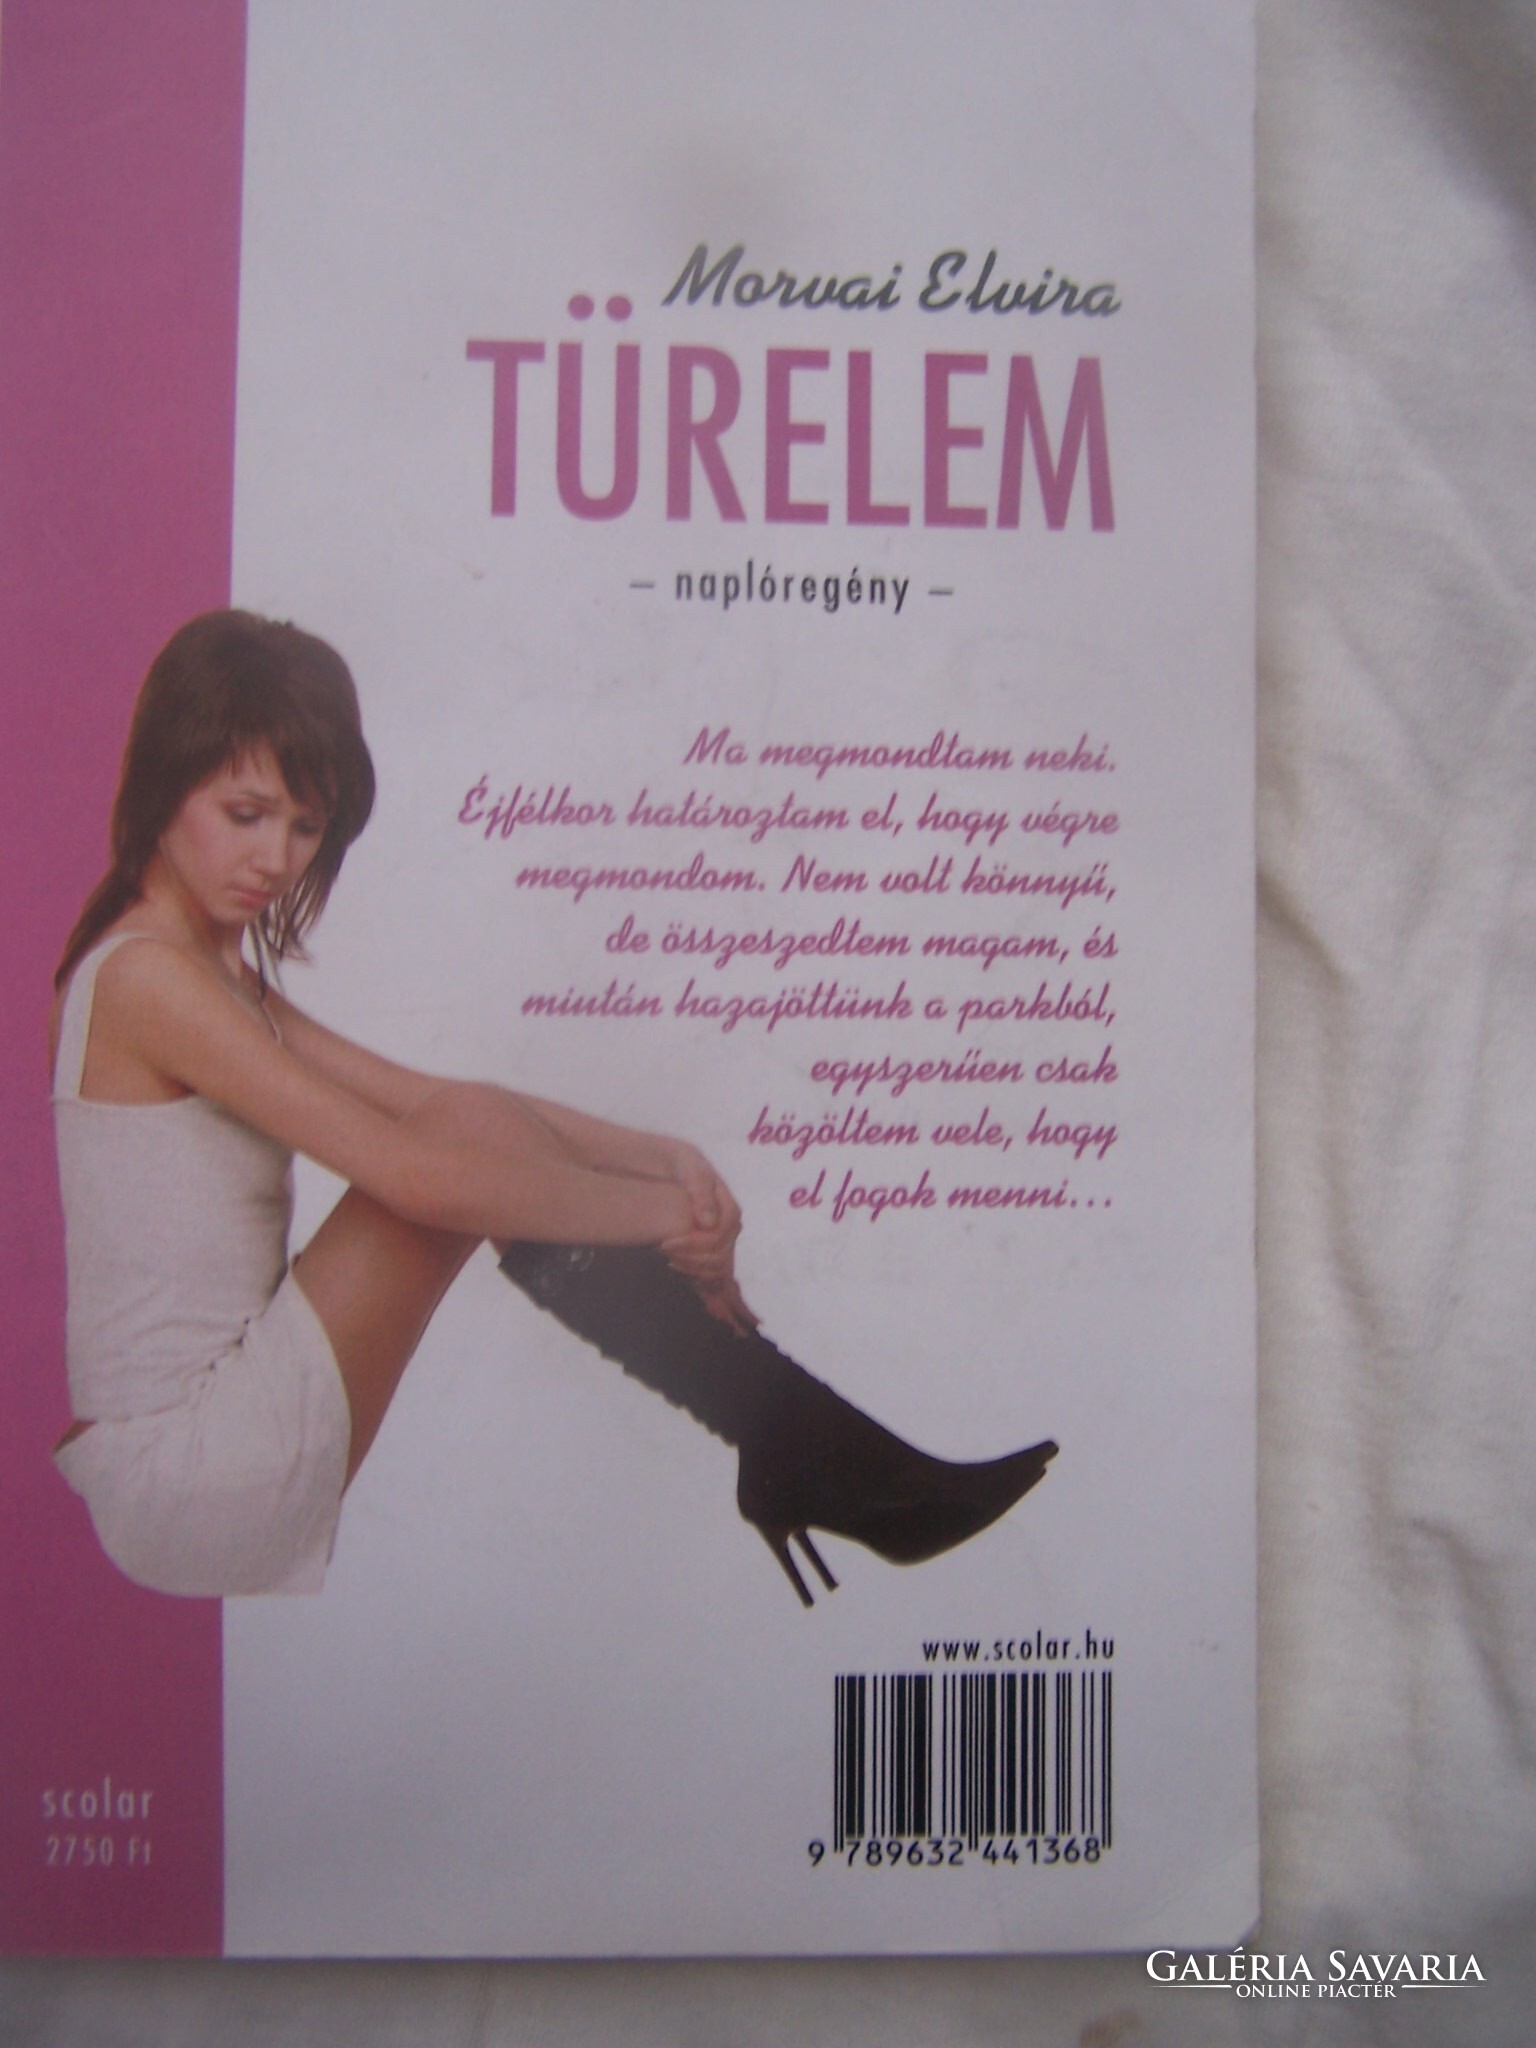 Morvai Elvira
TÜRELEM
– naplóregény –
Ma megmondtam neki.
Éjfélkor határoztam el, hogy végre
megmondom. Nem volt könnyű,
de összeszedtem magam, és
miután hazajöttünk a parkból,
egyszerűen csak
közöltem vele, hogy
el fogok menni...
www.scolar.hu
9 789632 441368
scolar
2750 Ft
GALÉRIA SAVARIA
ONLINE PIACTÉR